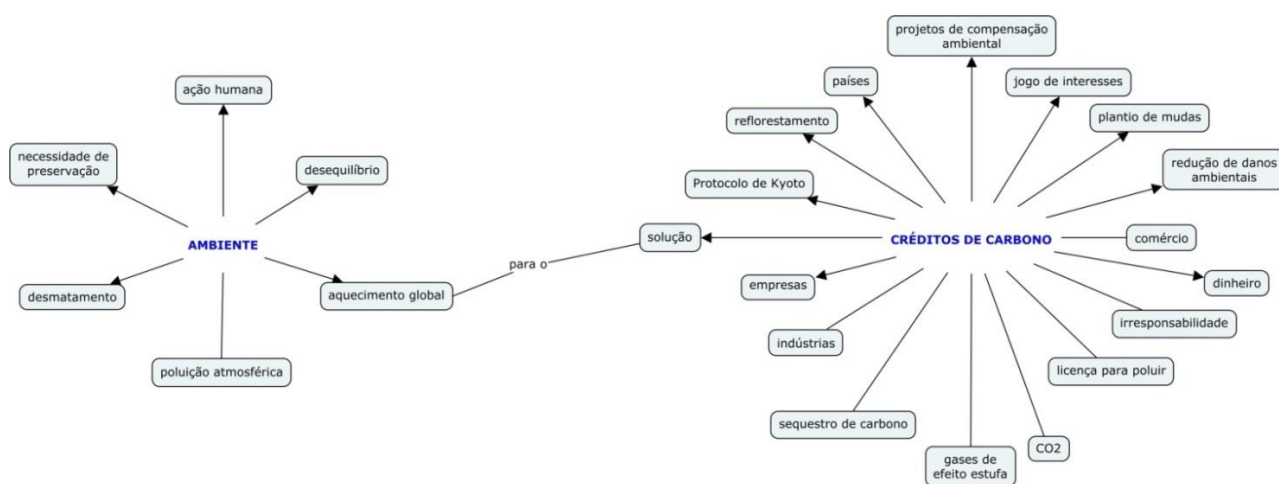 ação humana
necessidade de
preservação
desequilíbrio
AMBIENTE
desmatamento
aquecimento global
poluição atmosférica
para o
projetos de compensação
ambiental
países
jogo de interesses
reflorestamento
plantio de mudas
redução de danos
ambientais
Protocolo de Kyoto
solução
CRÉDITOS DE CARBONO
comércio
empresas
dinheiro
indústrias
irresponsabilidade
licença para poluir
sequestro de carbono
gases de
efeito estufa
CO2